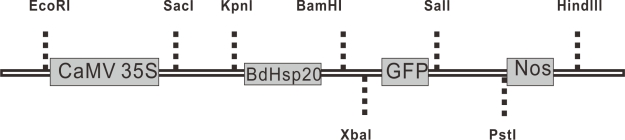 EcoRI SacI KpnI BamHI SalI HindIII
CaMV 35S BdHsp20 GFP Nos
XbaI PstI